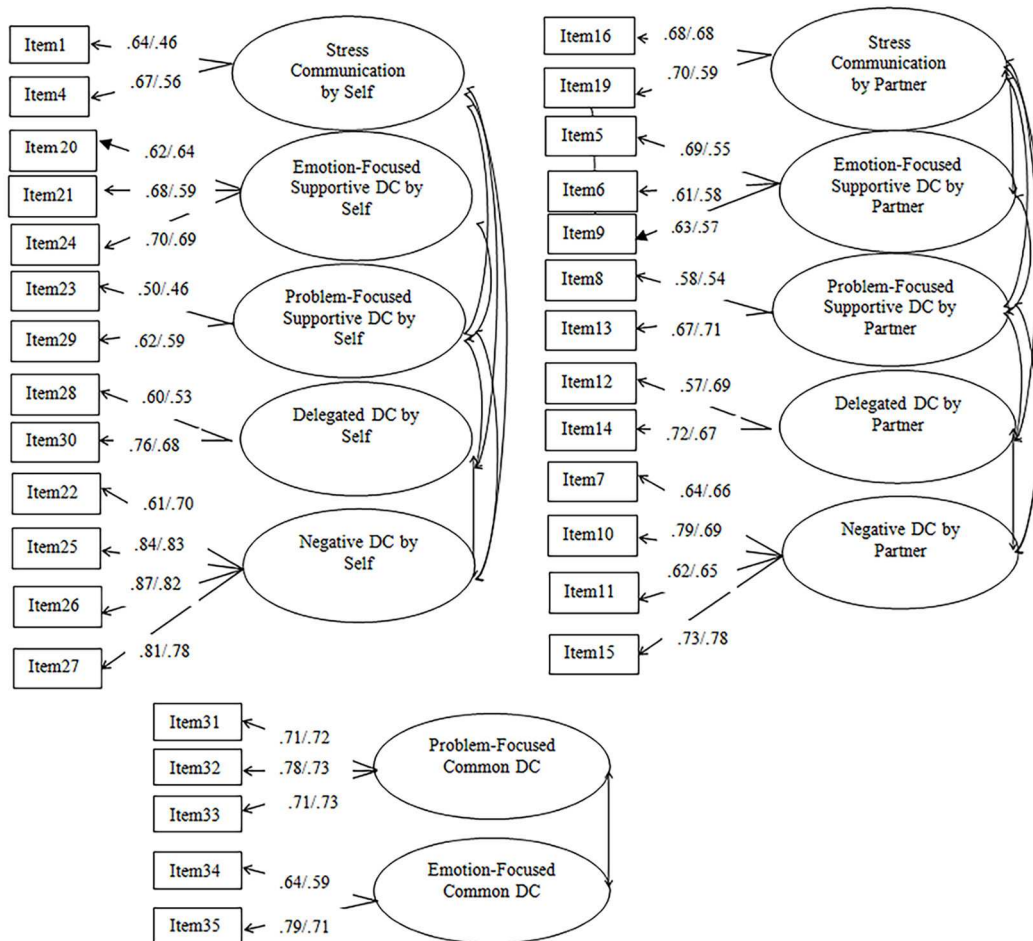 Item1
.64/.46
Item4
.67/.56
Stress
Communication
by Self
Item20
.62/.64
Item21
.68/.59
Item24
.70/.69
Emotion-Focused
Supportive DC by
Self
Item23
.50/.46
Item29
.62/.59
Problem-Focused
Supportive DC by
Self
Item28
.60/.53
Item30
.76/.68
Delegated DC by
Self
Item22
.61/.70
Item25
.84/.83
Item26
.87/.82
Item27
.81/.78
Negative DC by
Self
Item16
.68/.68
Item19
.70/.59
Stress
Communication
by Partner
Item5
.69/.55
Item6
.61/.58
Item9
.63/.57
Emotion-Focused
Supportive DC by
Partner
Item8
.58/.54
Item13
.67/.71
Problem-Focused
Supportive DC by
Partner
Item12
.57/.69
Item14
.72/.67
Delegated DC by
Partner
Item7
.64/.66
Item10
.79/.69
Item11
.62/.65
Item15
.73/.78
Negative DC by
Partner
Item31
.71/.72
Item32
.78/.73
Item33
.71/.73
Problem-Focused
Common DC
Item34
.64/.59
Item35
.79/.71
Emotion-Focused
Common DC